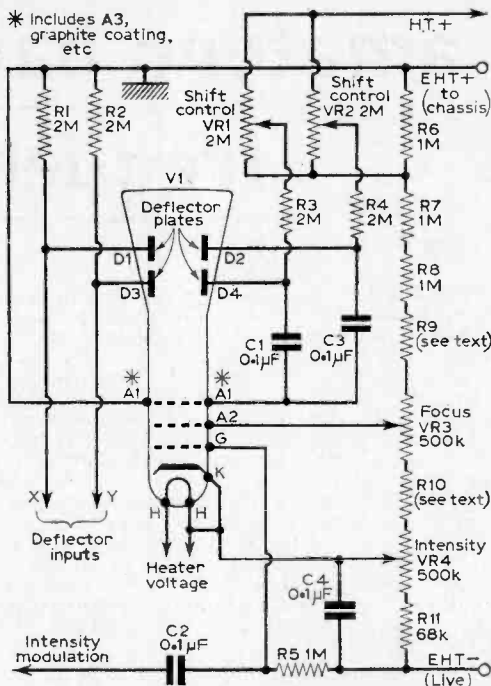 * Includes A3,
graphite coating,
etc
H.T.+
EHT+
(to
chassis)
R1
2M
R2
2M
Shift
control
VR1
2M
Shift
control
VR2 2M
R6
1M
V1
Deflector
plates
R3
2M
R4
2M
R7
1M
D1
D2
D3
D4
R8
1M
C1
0.1µF
C3
0.1µF
R9
(see text)
*
A1
*
A1
A2
G
K
Focus
VR3
500k
R10
(see text)
X
Y
H
H
Deflector
inputs
Heater
voltage
Intensity
VR4
500k
C4
0.1µF
R11
68k
Intensity
modulation
C2
0.1µF
R5 1M
EHT−
(Live)